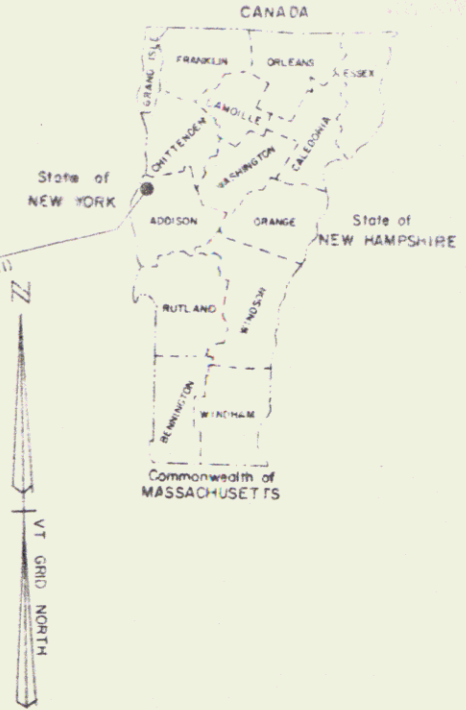 CANADA
GRAND ISLE
FRANKLIN
ORLEANS
ESSEX
LAMOILLE
CHITTENDEN
WASHINGTON
CALEDONIA
State of
NEW YORK
ADDISON
ORANGE
State of
NEW HAMPSHIRE
N
RUTLAND
WINDSOR
BENNINGTON
WINDHAM
Commonwealth of
MASSACHUSETTS
VT GRID NORTH